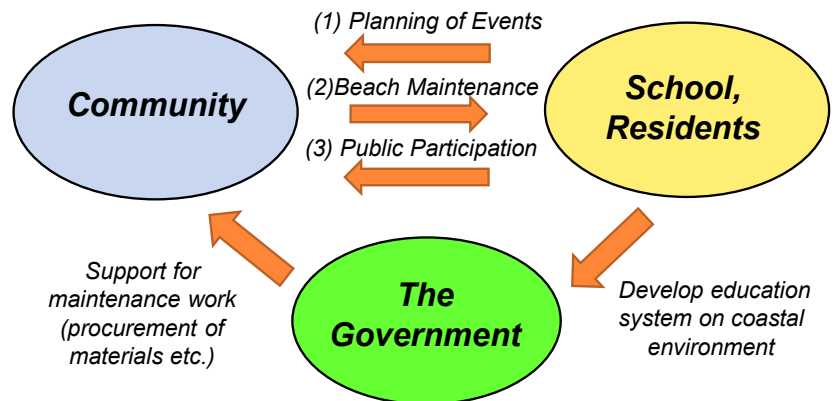 (1) Planning of Events
Community
(2)Beach Maintenance
School,
Residents
(3) Public Participation
Support for
maintenance work
(procurement of
materials etc.)
The
Government
Develop education
system on coastal
environment